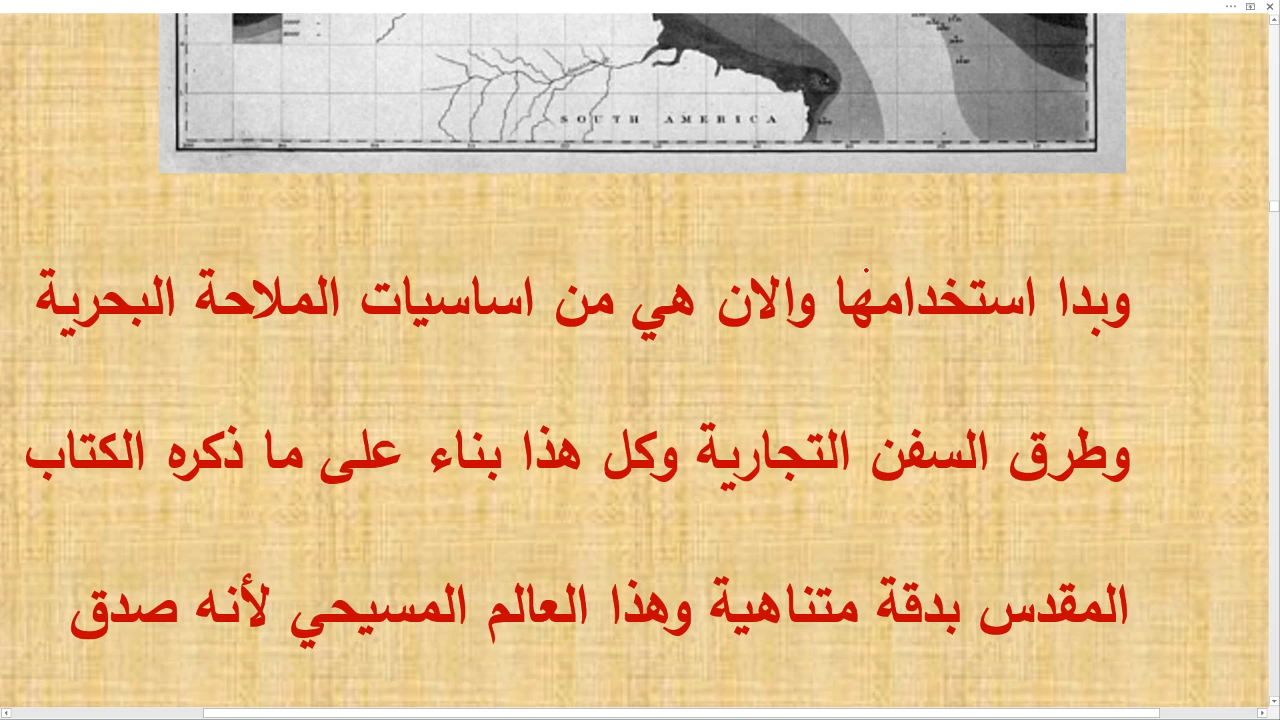 SOUTH AMERICA
وبدا استخدامها والان هي من اساسيات الملاحة البحرية
وطرق السفن التجارية وكل هذا بناء على ما ذكره الكتاب
المقدس بدقة متناهية وهذا العالم المسيحي لأنه صدق